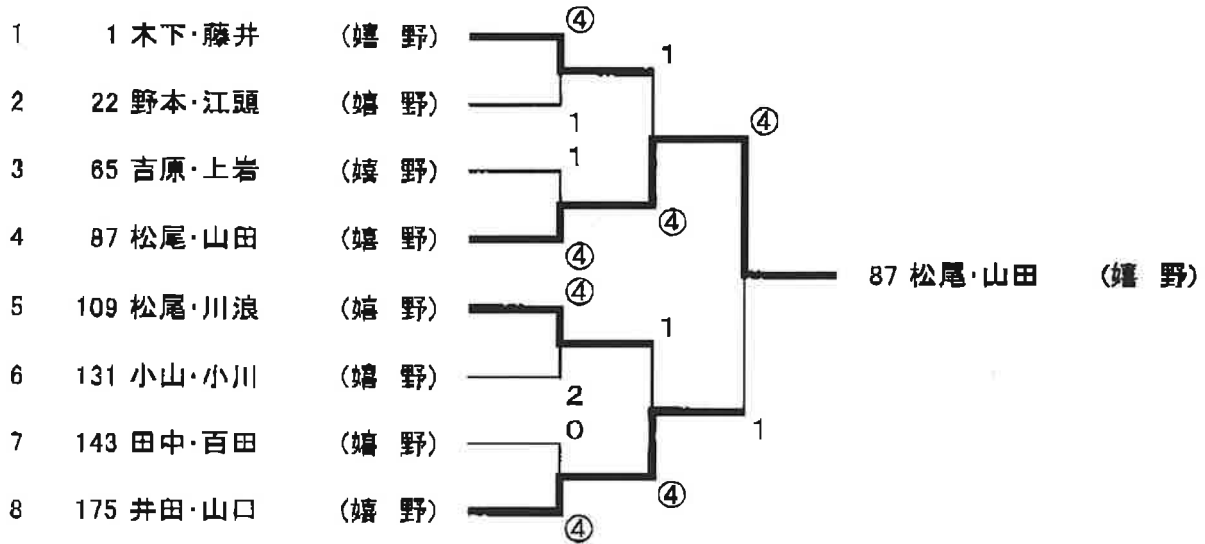 ④
1 1 木下・藤井 (嬉 野)
1
2 22 野本・江頭 (嬉 野)
1
④
3 65 吉原・上岩 (嬉 野)
1
④
4 87 松尾・山田 (嬉 野)
④
87 松尾・山田 (嬉 野)
④
5 109 松尾・川浪 (嬉 野)
1
6 131 小山・小川 (嬉 野)
2
0
1
7 143 田中・百田 (嬉 野)
④
8 175 井田・山口 (嬉 野)
④